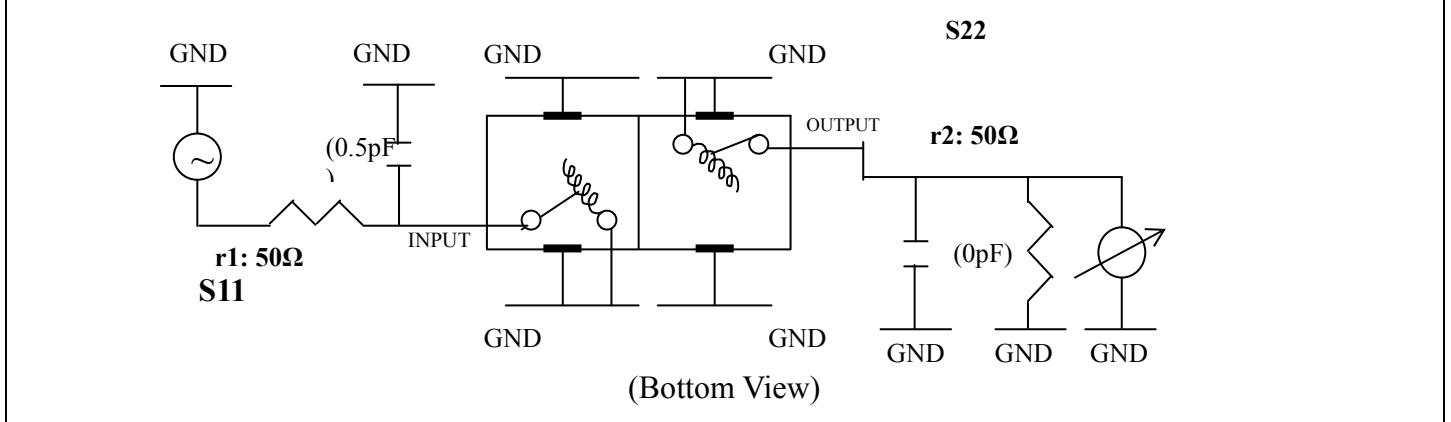 S22
GND
GND
GND
GND
(0.5pF
)
OUTPUT
r2: 50Ω
INPUT
r1: 50Ω
S11
(0pF)
GND
GND
GND
GND
GND
(Bottom View)